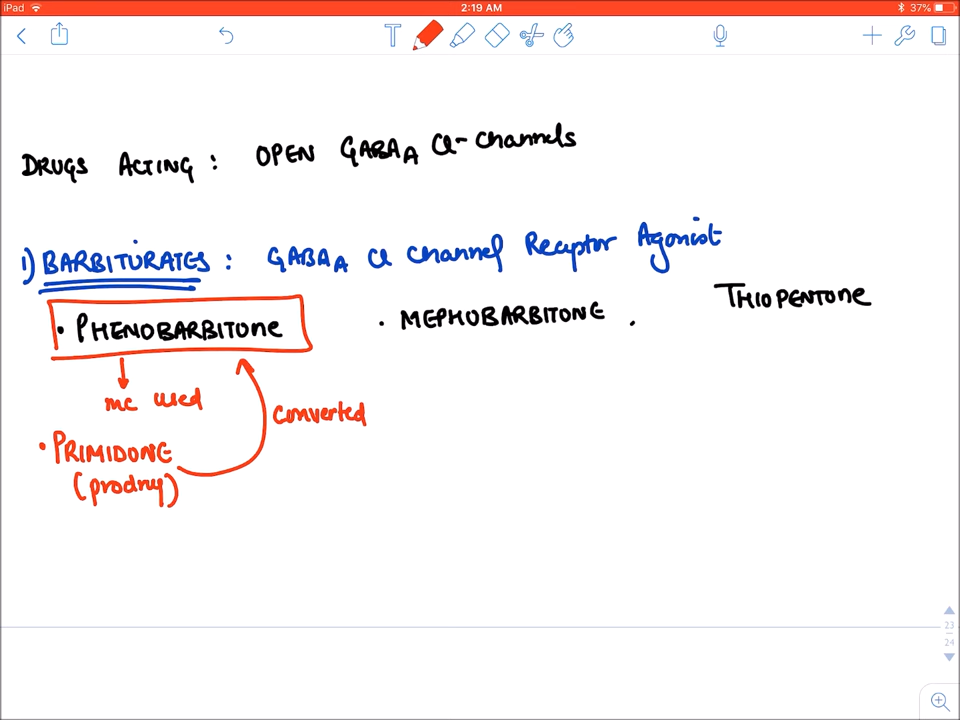 iPad 2:19 AM 37%
T
DRUGS ACTING : OPEN GABAA Cl- Channels
1) BARBITURATES : GABAA Cl Channel Receptor Agonist
• PHENOBARBITONE • MEPHOBARBITONE . THIOPENTONE
mc used
converted
• PRIMIDONE
(prodrug)
23
24